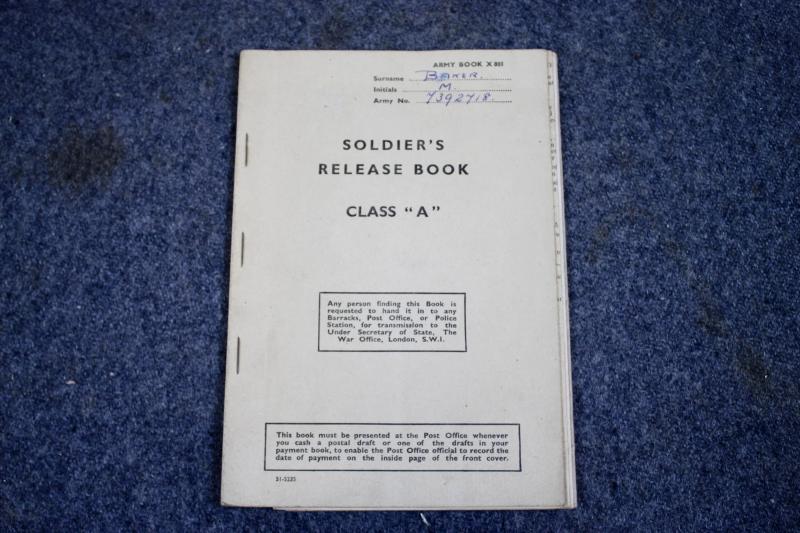 ARMY BOOK X 801
Surname BAKER.
Initials M.
Army No. 7392718.
SOLDIER'S
RELEASE BOOK
CLASS "A"
Any person finding this Book is
requested to hand it in to any
Barracks, Post Office, or Police
Station, for transmission to the
Under Secretary of State, The
War Office, London, S.W.1.
This book must be presented at the Post Office whenever
you cash a postal draft or one of the drafts in your
payment book, to enable the Post Office official to record the
date of payment on the inside page of the front cover.
51-5235